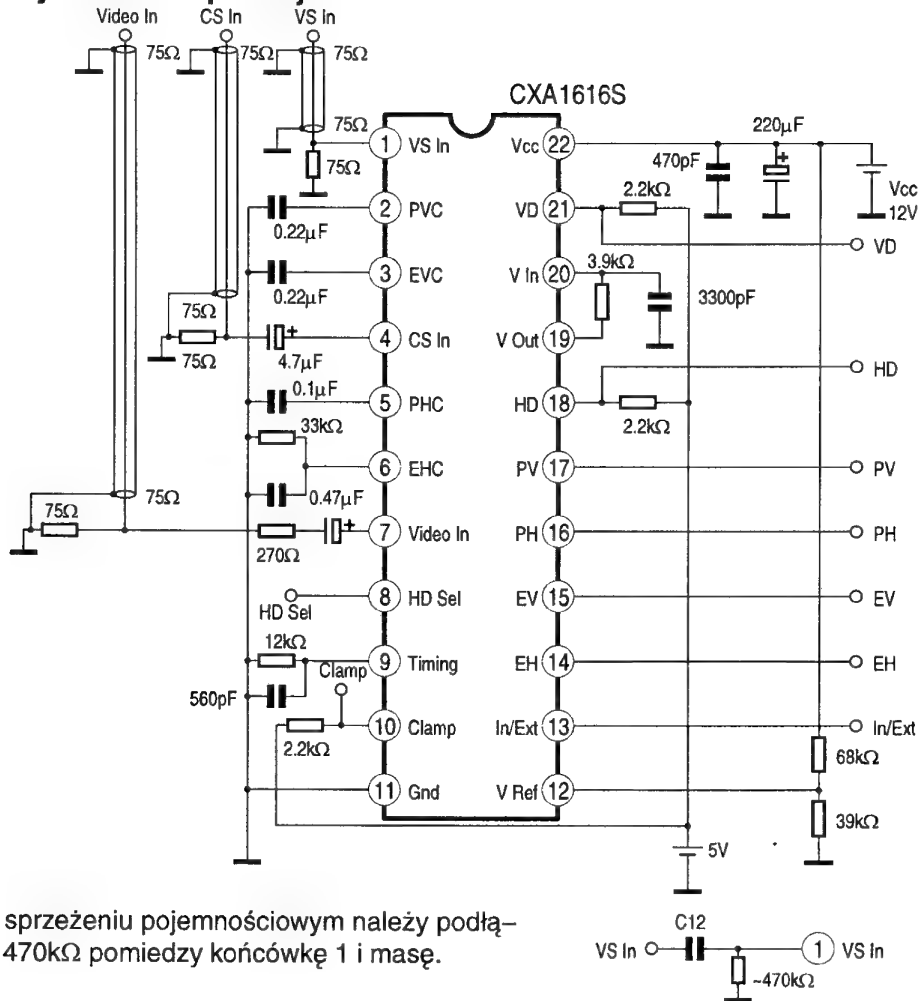 Video In
CS In
VS In
75Ω
75Ω
75Ω
CXA1616S
75Ω
1 VS In
75Ω
2 PVC
0.22µF
3 EVC
0.22µF
75Ω
75Ω
4.7µF
4 CS In
0.1µF
5 PHC
33kΩ
6 EHC
0.47µF
75Ω
75Ω
270Ω
7 Video In
HD Sel
8 HD Sel
12kΩ
560pF
9 Timing
Clamp
2.2kΩ
10 Clamp
11 Gnd
Vcc 22
470pF
220µF
+
Vcc
12V
VD 21
2.2kΩ
VD
V In 20
3.9kΩ
3300pF
V Out 19
HD
HD 18
2.2kΩ
PV 17
PV
PH 16
PH
EV 15
EV
EH 14
EH
In/Ext 13
In/Ext
68kΩ
V Ref 12
39kΩ
5V
sprzeżeniu pojemnościowym należy podłą–
470kΩ pomiedzy końcówkę 1 i masę.
C12
VS In
1 VS In
~470kΩ